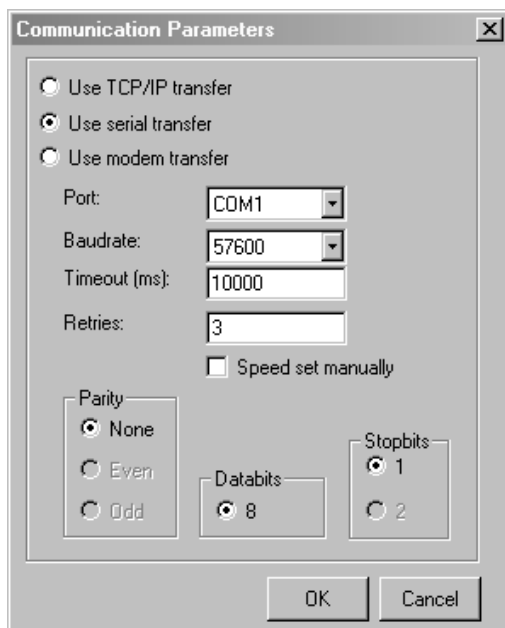 Communication Parameters
Use TCP/IP transfer
Use serial transfer
Use modem transfer
Port: COM1
Baudrate: 57600
Timeout (ms): 10000
Retries: 3
Speed set manually
Parity
None
Even
Odd
Databits
8
Stopbits
1
2
OK Cancel